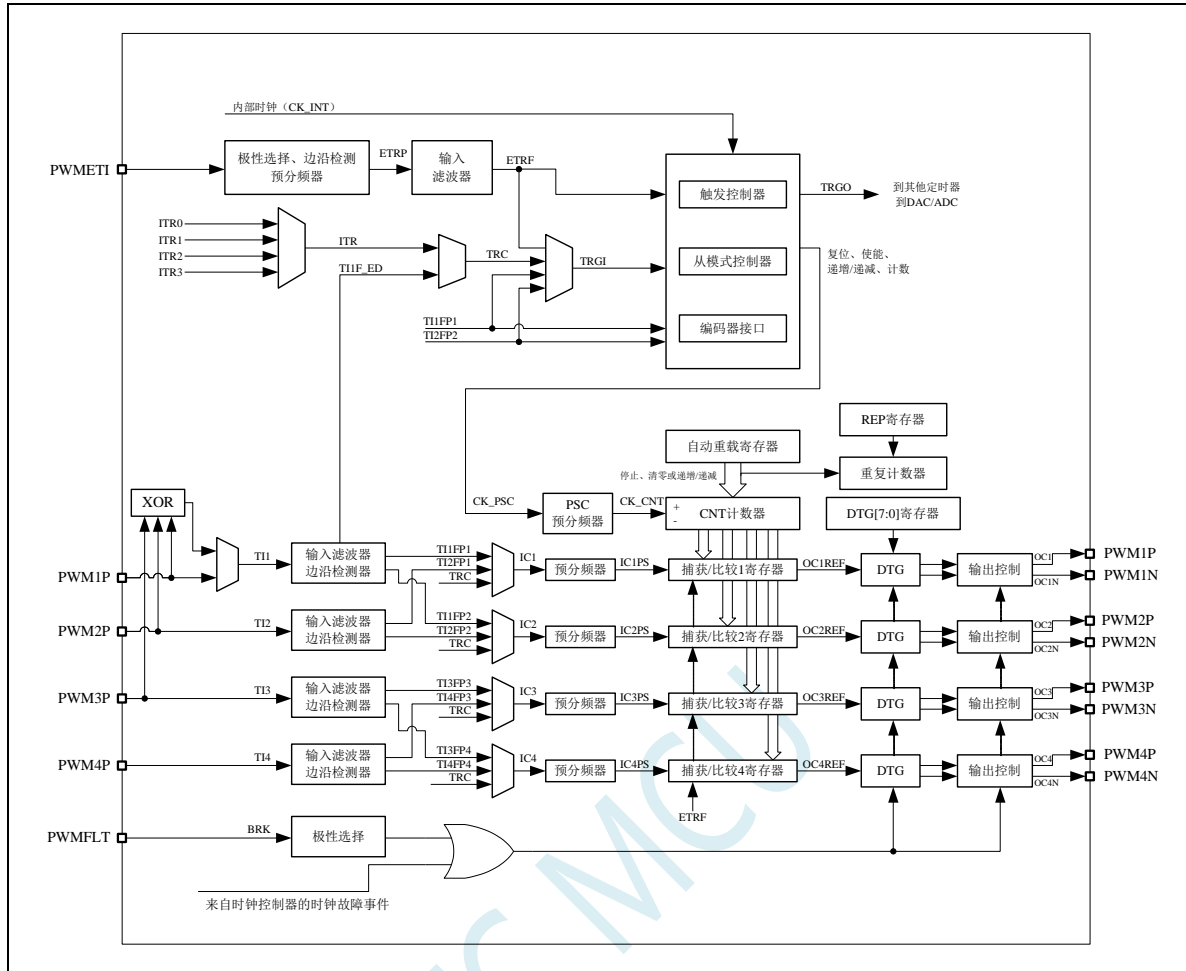 内部时钟（CK_INT）
PWMETI
极性选择、边沿检测
预分频器
ETRP
输入
滤波器
ETRF
触发控制器
TRGO
到其他定时器
到DAC/ADC
ITR0
ITR1
ITR2
ITR3
ITR
TI1F_ED
TRC
TRGI
从模式控制器
复位、使能、
递增/递减、计数
TI1FP1
TI2FP2
编码器接口
自动重载寄存器
REP寄存器
停止、清零或递增/递减
重复计数器
CK_PSC
PSC
预分频器
CK_CNT
+
-
CNT计数器
DTG[7:0]寄存器
XOR
PWM1P
TI1
输入滤波器
边沿检测器
TI1FP1
TI2FP1
TRC
IC1
预分频器
IC1PS
捕获/比较1寄存器
OC1REF
DTG
输出控制
OC1
OC1N
PWM1P
PWM1N
PWM2P
TI2
输入滤波器
边沿检测器
TI1FP2
TI2FP2
TRC
IC2
预分频器
IC2PS
捕获/比较2寄存器
OC2REF
DTG
输出控制
OC2
OC2N
PWM2P
PWM2N
PWM3P
TI3
输入滤波器
边沿检测器
TI3FP3
TI4FP3
TRC
IC3
预分频器
IC3PS
捕获/比较3寄存器
OC3REF
DTG
输出控制
OC3
OC3N
PWM3P
PWM3N
PWM4P
TI4
输入滤波器
边沿检测器
TI3FP4
TI4FP4
TRC
IC4
预分频器
IC4PS
捕获/比较4寄存器
OC4REF
DTG
输出控制
OC4
OC4N
PWM4P
PWM4N
ETRF
PWMFLT
BRK
极性选择
来自时钟控制器的时钟故障事件
MCU